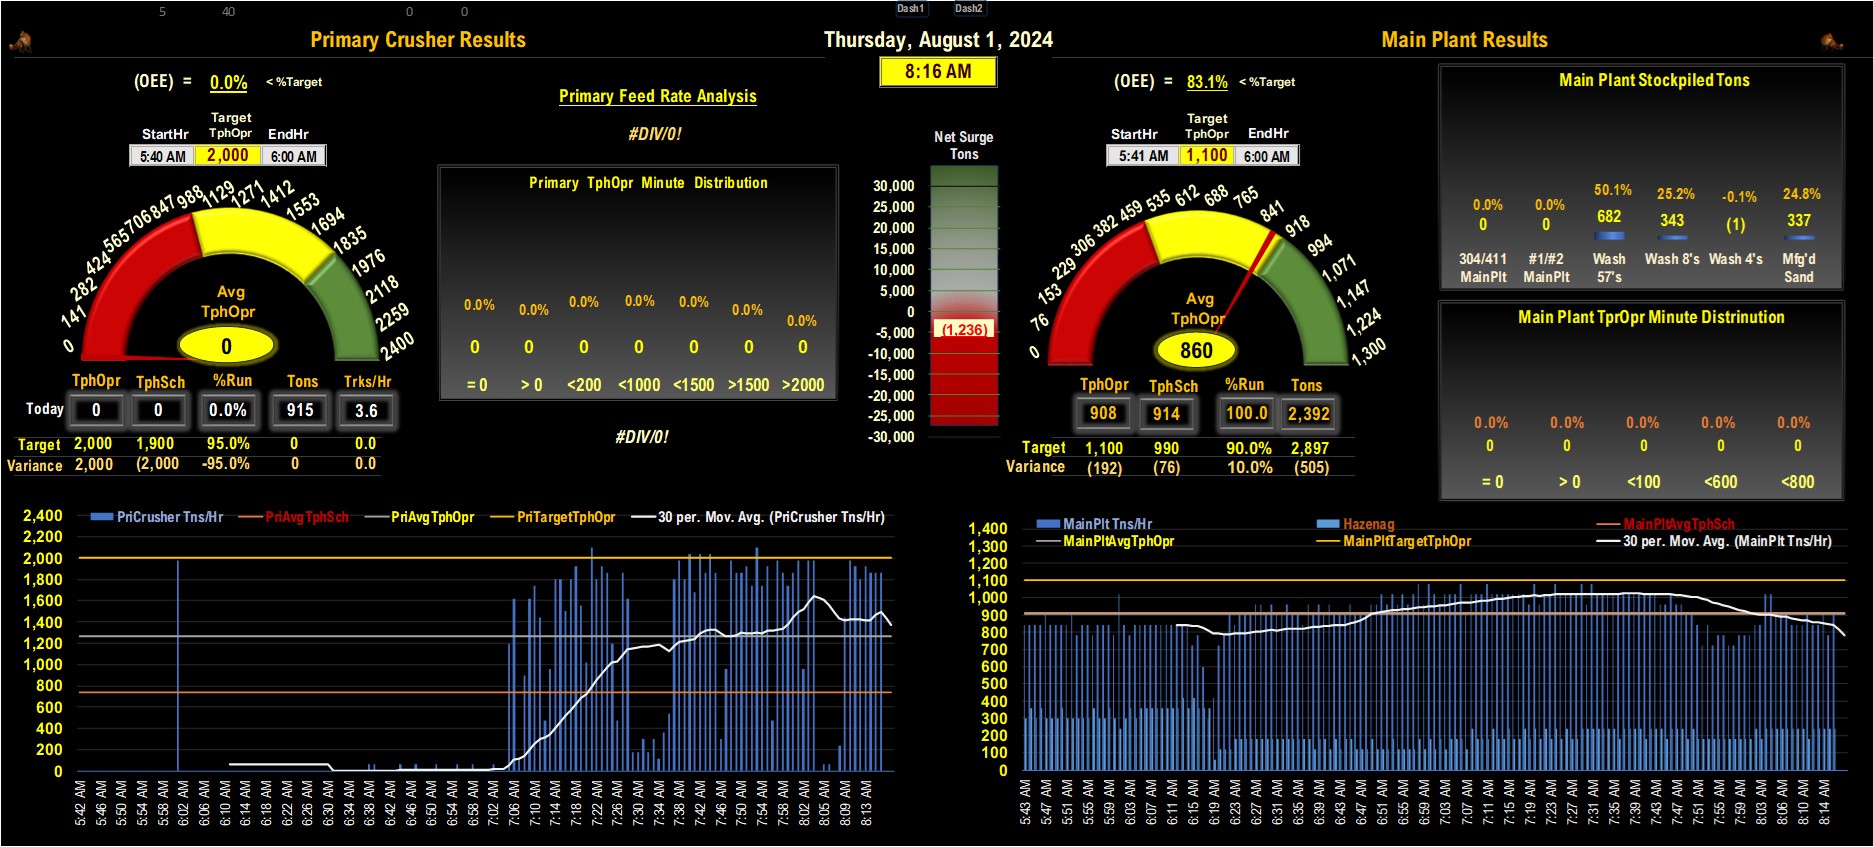 5 40 0 0 Dash1 Dash2
Primary Crusher Results
Thursday, August 1, 2024
Main Plant Results
8:16 AM
(OEE) = 0.0% < %Target
Target
StartHr TphOpr EndHr
5:40 AM 2,000 6:00 AM
0 141 282 424 565 706 847 988 1129 1271 1412 1553 1694 1835 1976 2118 2259 2400
Avg
TphOpr
0
TphOpr TphSch %Run Tons Trks/Hr
Today 0 0 0.0% 915 3.6
Target 2,000 1,900 95.0% 0 0.0
Variance 2,000 (2,000 -95.0% 0 0.0
Primary Feed Rate Analysis
#DIV/0!
Primary TphOpr Minute Distribution
0.0% 0.0% 0.0% 0.0% 0.0% 0.0% 0.0%
0 0 0 0 0 0 0
= 0 > 0 <200 <1000 <1500 >1500 >2000
#DIV/0!
Net Surge
Tons
30,000
25,000
20,000
15,000
10,000
5,000
0
-5,000
-10,000
-15,000
-20,000
-25,000
-30,000
(1,236)
(OEE) = 83.1% < %Target
Target
StartHr TphOpr EndHr
5:41 AM 1,100 6:00 AM
0 76 153 229 306 382 459 535 612 688 765 841 918 994 1,071 1,147 1,224 1,300
Avg
TphOpr
860
TphOpr TphSch %Run Tons
908 914 100.0 2,392
Target 1,100 990 90.0% 2,897
Variance (192) (76) 10.0% (505)
Main Plant Stockpiled Tons
0.0% 0.0% 50.1% 25.2% -0.1% 24.8%
0 0 682 343 (1) 337
304/411 #1/#2 Wash Wash 8's Wash 4's Mfg'd
MainPlt MainPlt 57's Sand
Main Plant TprOpr Minute Distrinution
0.0% 0.0% 0.0% 0.0% 0.0%
0 0 0 0 0
= 0 > 0 <100 <600 <800
PriCrusher Tns/Hr PriAvgTphSch PriAvgTphOpr PriTargetTphOpr 30 per. Mov. Avg. (PriCrusher Tns/Hr)
2,400
2,200
2,000
1,800
1,600
1,400
1,200
1,000
800
600
400
200
0
5:42 AM 5:46 AM 5:50 AM 5:54 AM 5:58 AM 6:02 AM 6:06 AM 6:10 AM 6:14 AM 6:18 AM 6:22 AM 6:26 AM 6:30 AM 6:34 AM 6:38 AM 6:42 AM 6:44 AM 6:48 AM 6:54 AM 6:58 AM 7:02 AM 7:06 AM 7:10 AM 7:14 AM 7:18 AM 7:22 AM 7:26 AM 7:30 AM 7:34 AM 7:38 AM 7:42 AM 7:46 AM 7:50 AM 7:54 AM 7:58 AM 8:02 AM 8:05 AM 8:09 AM 8:13 AM
MainPlt Tns/Hr Hazenag MainPltAvgTphSch
MainPltAvgTphOpr MainPltTargetTphOpr 30 per. Mov. Avg. (MainPlt Tns/Hr)
1,400
1,300
1,200
1,100
1,000
900
800
700
600
500
400
300
200
100
0
5:43 AM 5:47 AM 5:51 AM 5:55 AM 5:59 AM 6:03 AM 6:07 AM 6:11 AM 6:15 AM 6:19 AM 6:23 AM 6:27 AM 6:31 AM 6:35 AM 6:39 AM 6:43 AM 6:47 AM 6:51 AM 6:55 AM 6:59 AM 7:03 AM 7:07 AM 7:11 AM 7:15 AM 7:19 AM 7:23 AM 7:27 AM 7:31 AM 7:35 AM 7:39 AM 7:43 AM 7:47 AM 7:51 AM 7:55 AM 7:59 AM 8:03 AM 8:06 AM 8:10 AM 8:14 AM